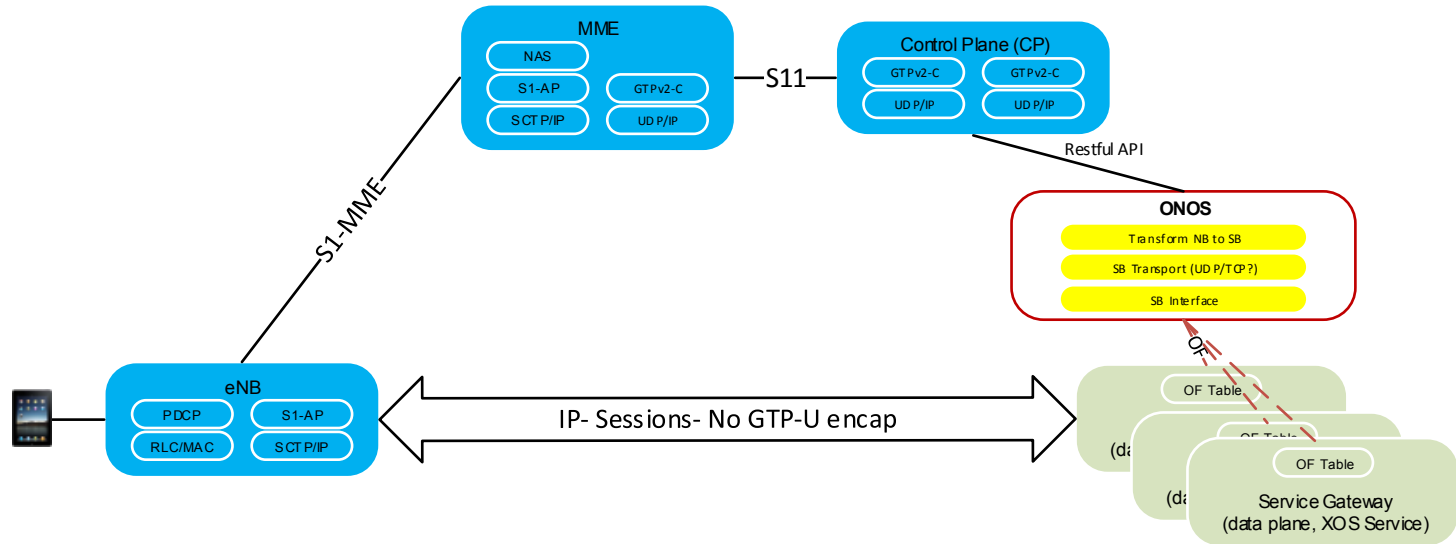 MME
NAS
S1-AP
GTPv2-C
SCTP/IP
UDP/IP
S11
Control Plane (CP)
GTPv2-C
GTPv2-C
UDP/IP
UDP/IP
Restful API
S1-MME
ONOS
Transform NB to SB
SB Transport (UDP/TCP?)
SB Interface
OF
eNB
PDCP
S1-AP
RLC/MAC
SCTP/IP
IP- Sessions- No GTP-U encap
OF Table
OF Table
OF Table
Service Gateway
(data plane, XOS Service)